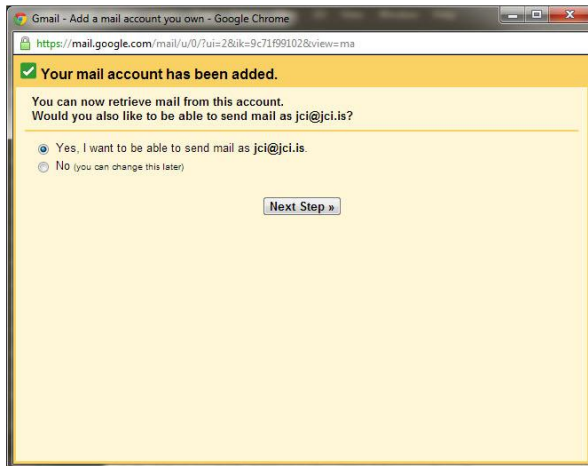 Gmail - Add a mail account you own - Google Chrome
https://mail.google.com/mail/u/0/?ui=2&ik=9c71f99102&view=ma
Your mail account has been added.
You can now retrieve mail from this account.
Would you also like to be able to send mail as jci@jci.is?
Yes, I want to be able to send mail as jci@jci.is.
No (you can change this later)
Next Step »